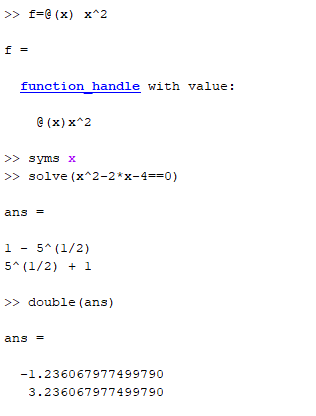 >> f=@(x) x^2
f =
function_handle with value:
@(x)x^2
>> syms x
>> solve(x^2-2*x-4==0)
ans =
1 - 5^(1/2)
5^(1/2) + 1
>> double(ans)
ans =
-1.236067977499790
3.236067977499790